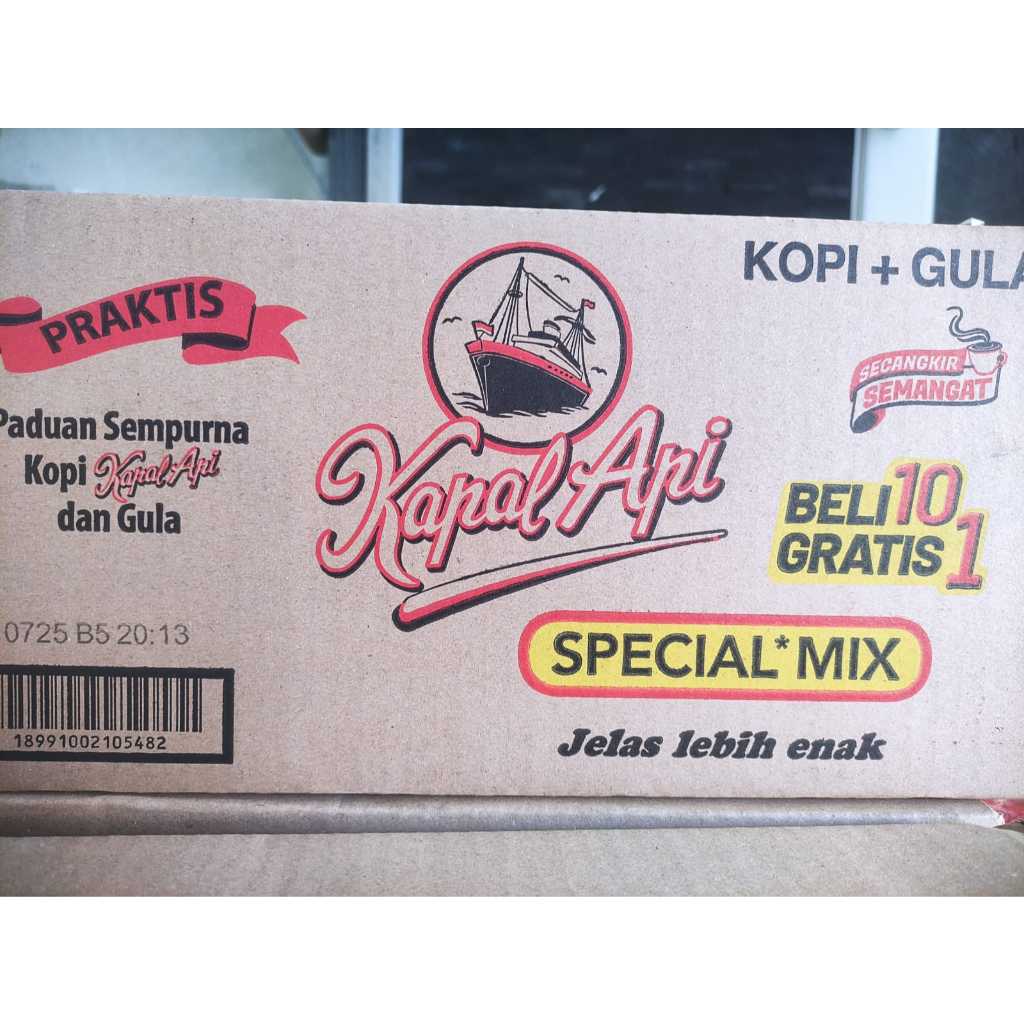 PRAKTIS
Paduan Sempurna
Kopi Kapal Api
dan Gula
0725 B5 20:13
18991002105482
Kapal Api
SPECIAL* MIX
Jelas lebih enak
KOPI + GULA
SECANGKIR
SEMANGAT
BELI 10
GRATIS 1